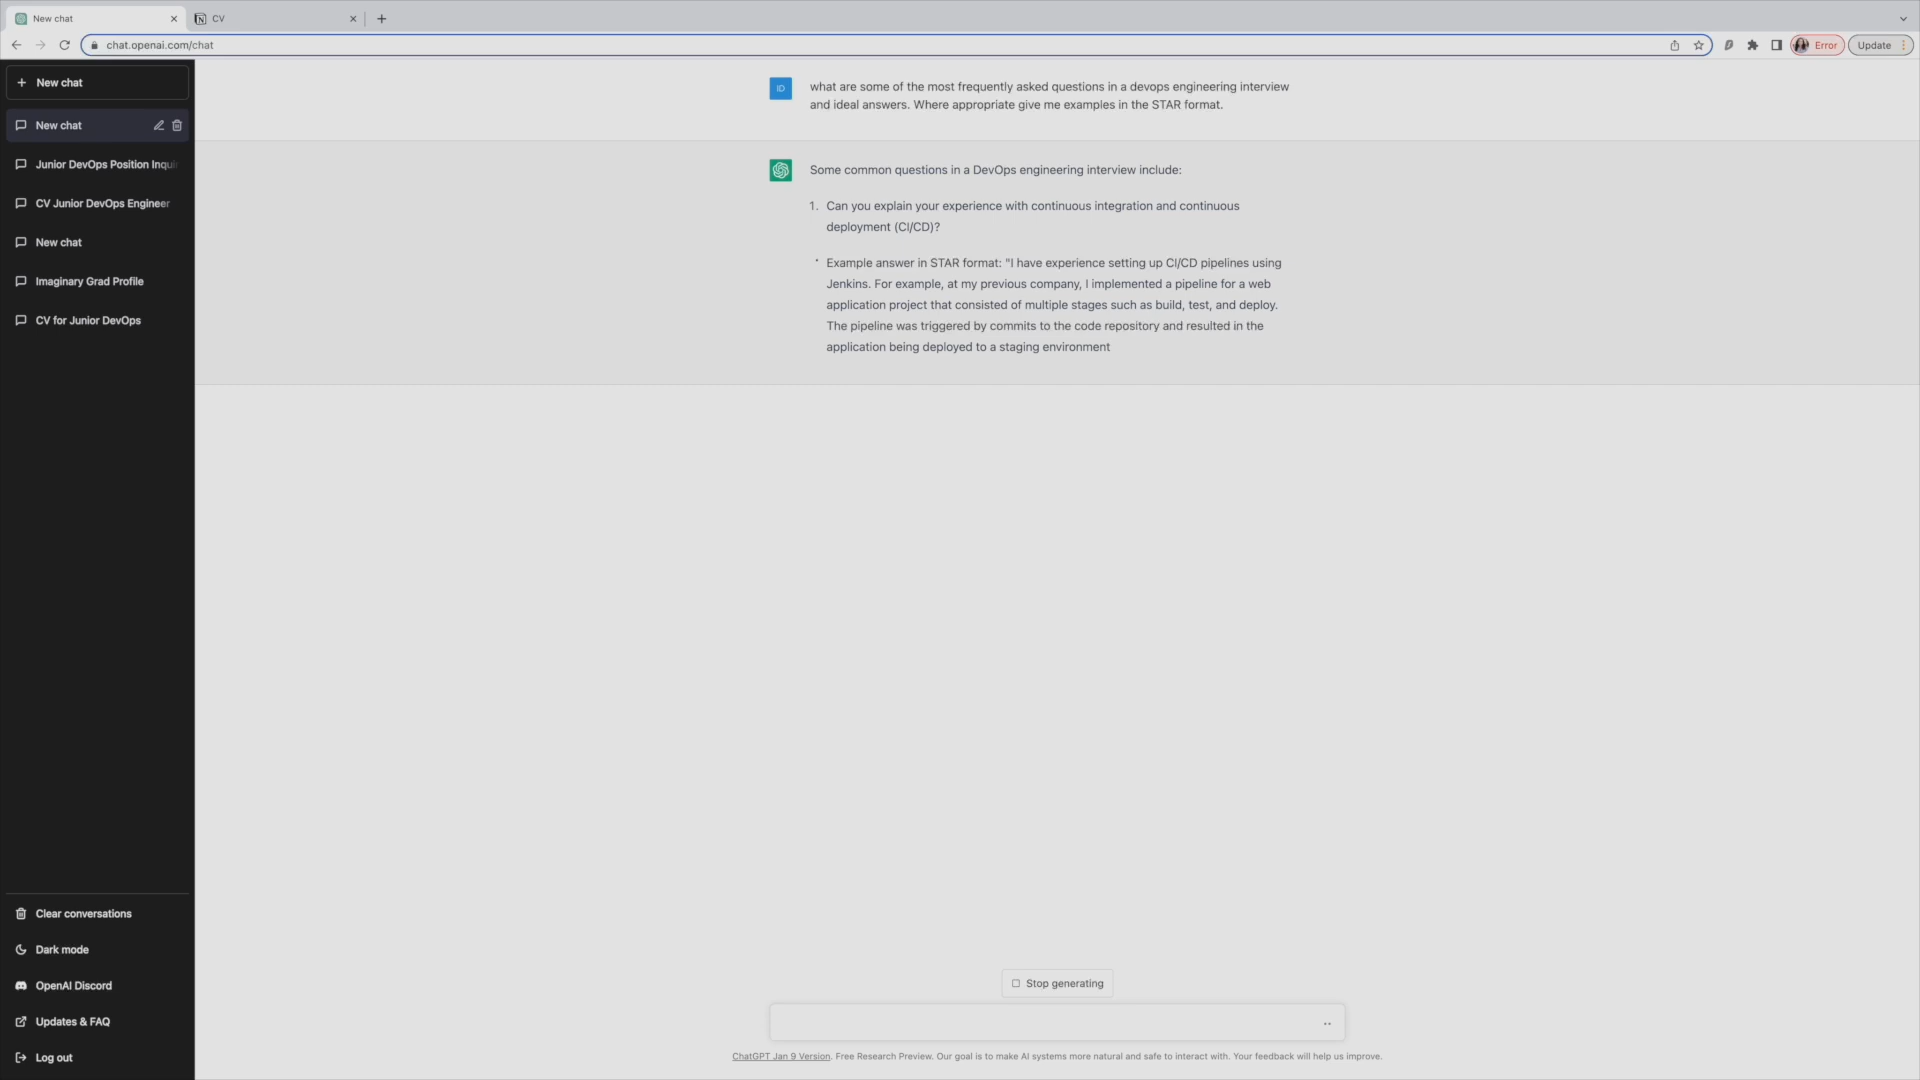 New chat
CV
chat.openai.com/chat
Error
Update
New chat
New chat
Junior DevOps Position Inqui
CV Junior DevOps Engineer
New chat
Imaginary Grad Profile
CV for Junior DevOps
ID
what are some of the most frequently asked questions in a devops engineering interview
and ideal answers. Where appropriate give me examples in the STAR format.
Some common questions in a DevOps engineering interview include:
1. Can you explain your experience with continuous integration and continuous
deployment (CI/CD)?
• Example answer in STAR format: "I have experience setting up CI/CD pipelines using
Jenkins. For example, at my previous company, I implemented a pipeline for a web
application project that consisted of multiple stages such as build, test, and deploy.
The pipeline was triggered by commits to the code repository and resulted in the
application being deployed to a staging environment
Clear conversations
Dark mode
OpenAI Discord
Updates & FAQ
Log out
Stop generating
ChatGPT Jan 9 Version. Free Research Preview. Our goal is to make AI systems more natural and safe to interact with. Your feedback will help us improve.